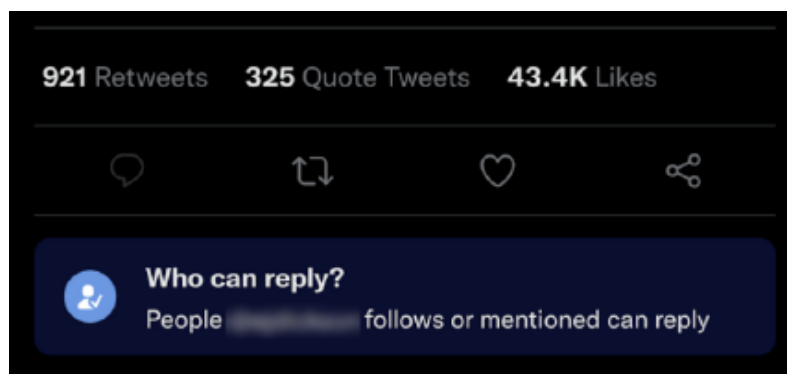 921 Retweets 325 Quote Tweets 43.4K Likes
Who can reply?
People follows or mentioned can reply